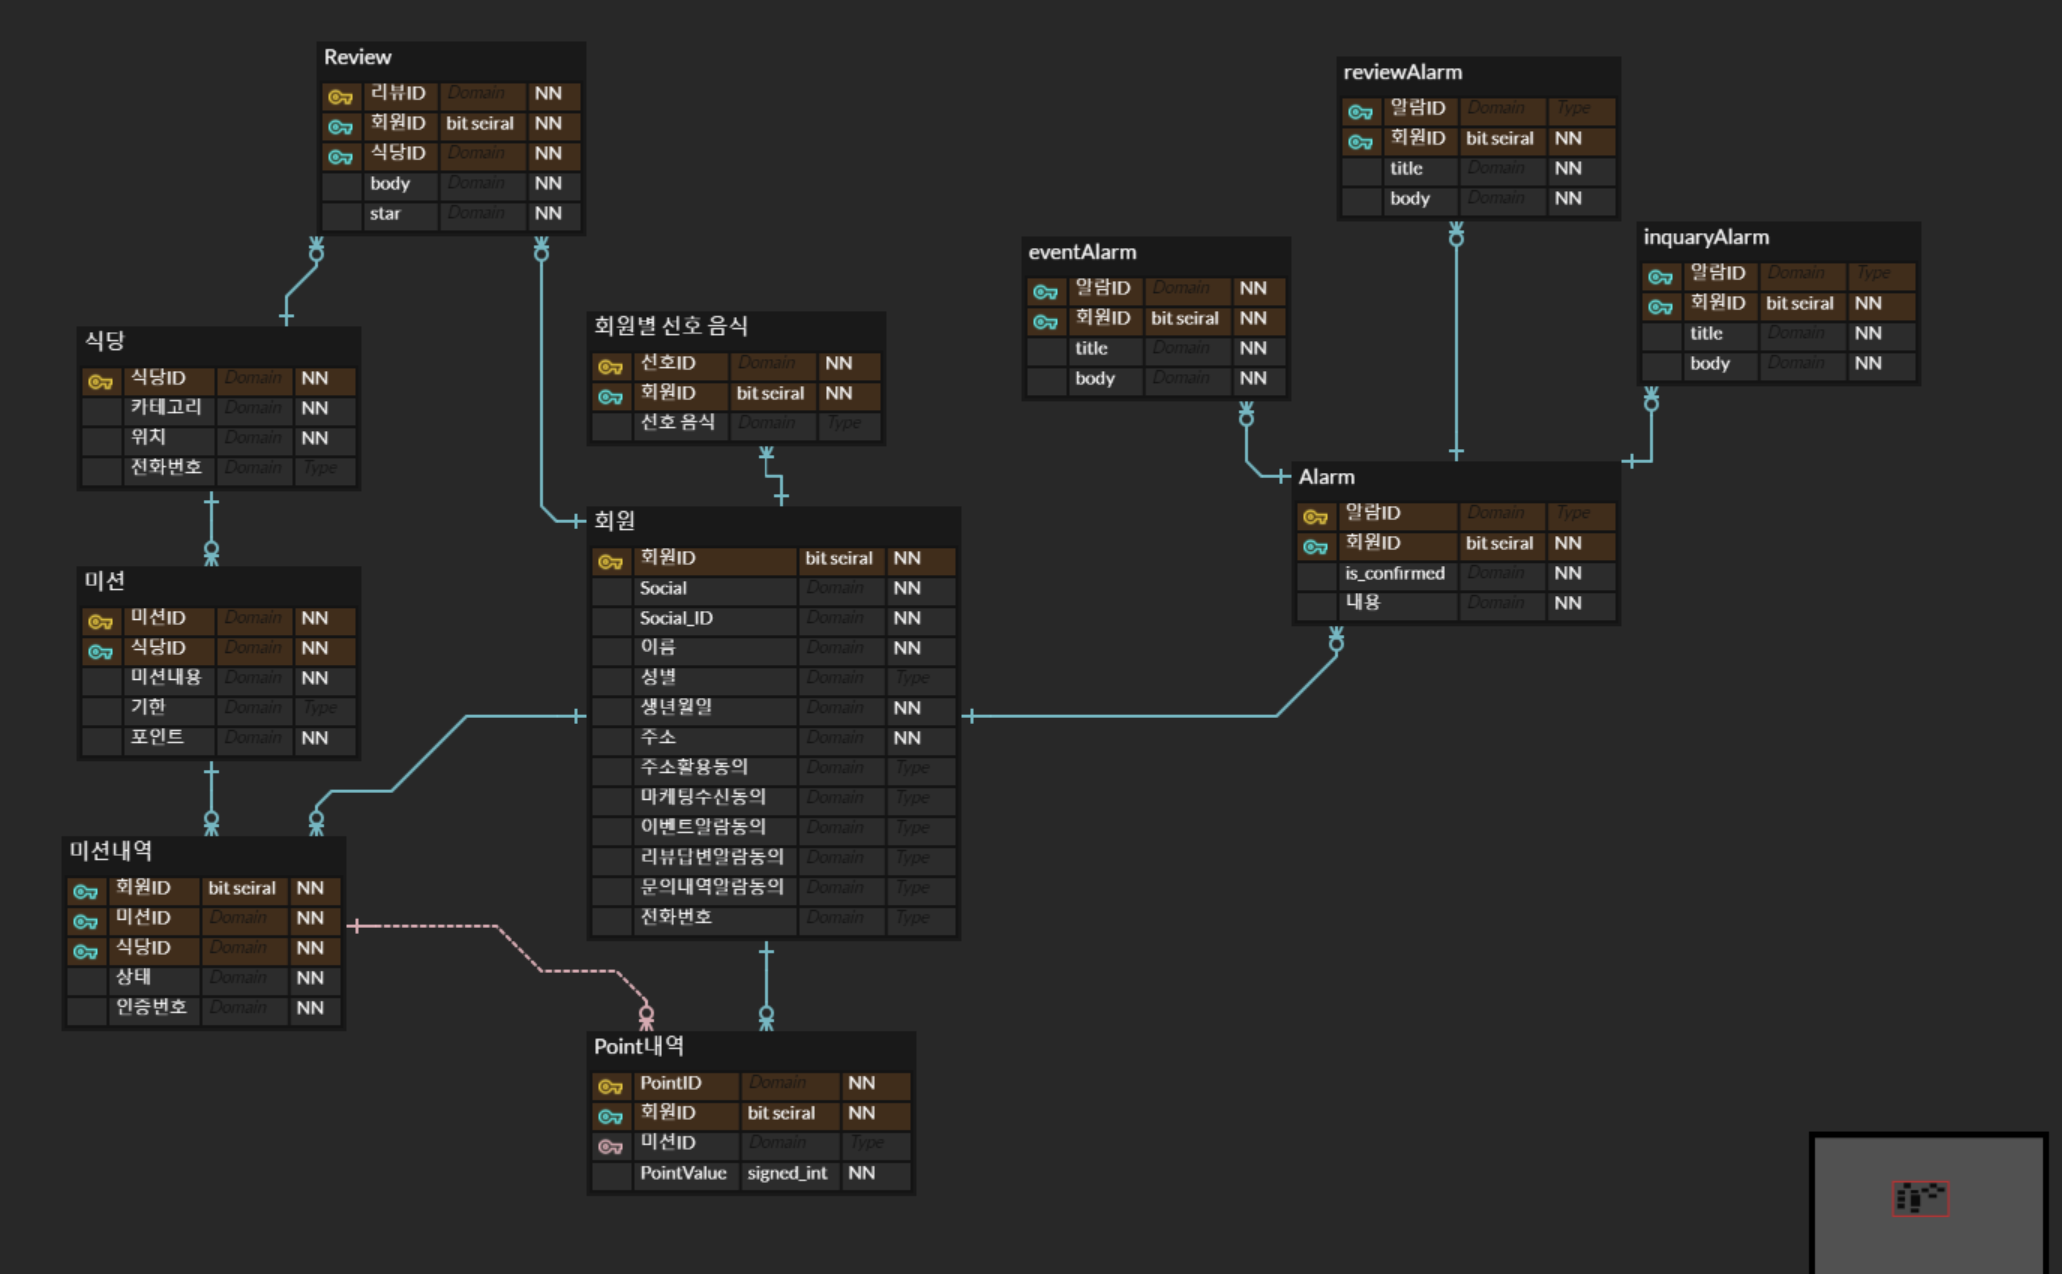 Review
리뷰ID Domain NN
회원ID bit seiral NN
식당ID Domain NN
body Domain NN
star Domain NN
reviewAlarm
알람ID Domain Type
회원ID bit seiral NN
title Domain NN
body Domain NN
inquaryAlarm
알람ID Domain Type
회원ID bit seiral NN
title Domain NN
body Domain NN
eventAlarm
알람ID Domain NN
회원ID bit seiral NN
title Domain NN
body Domain NN
회원별 선호 음식
선호ID Domain NN
회원ID bit seiral NN
선호 음식 Domain Type
식당
식당ID Domain NN
카테고리 Domain NN
위치 Domain NN
전화번호 Domain Type
Alarm
알람ID Domain Type
회원ID bit seiral NN
is_confirmed Domain NN
내용 Domain NN
회원
회원ID bit seiral NN
Social Domain NN
Social_ID Domain NN
이름 Domain NN
성별 Domain Type
생년월일 Domain NN
주소 Domain NN
주소활용동의 Domain Type
마케팅수신동의 Domain Type
이벤트알람동의 Domain Type
리뷰답변알람동의 Domain Type
문의내역알람동의 Domain Type
전화번호 Domain Type
미션
미션ID Domain NN
식당ID Domain NN
미션내용 Domain NN
기한 Domain Type
포인트 Domain NN
미션내역
회원ID bit seiral NN
미션ID Domain NN
식당ID Domain NN
상태 Domain NN
인증번호 Domain NN
Point내역
PointID Domain NN
회원ID bit seiral NN
미션ID Domain Type
PointValue signed_int NN